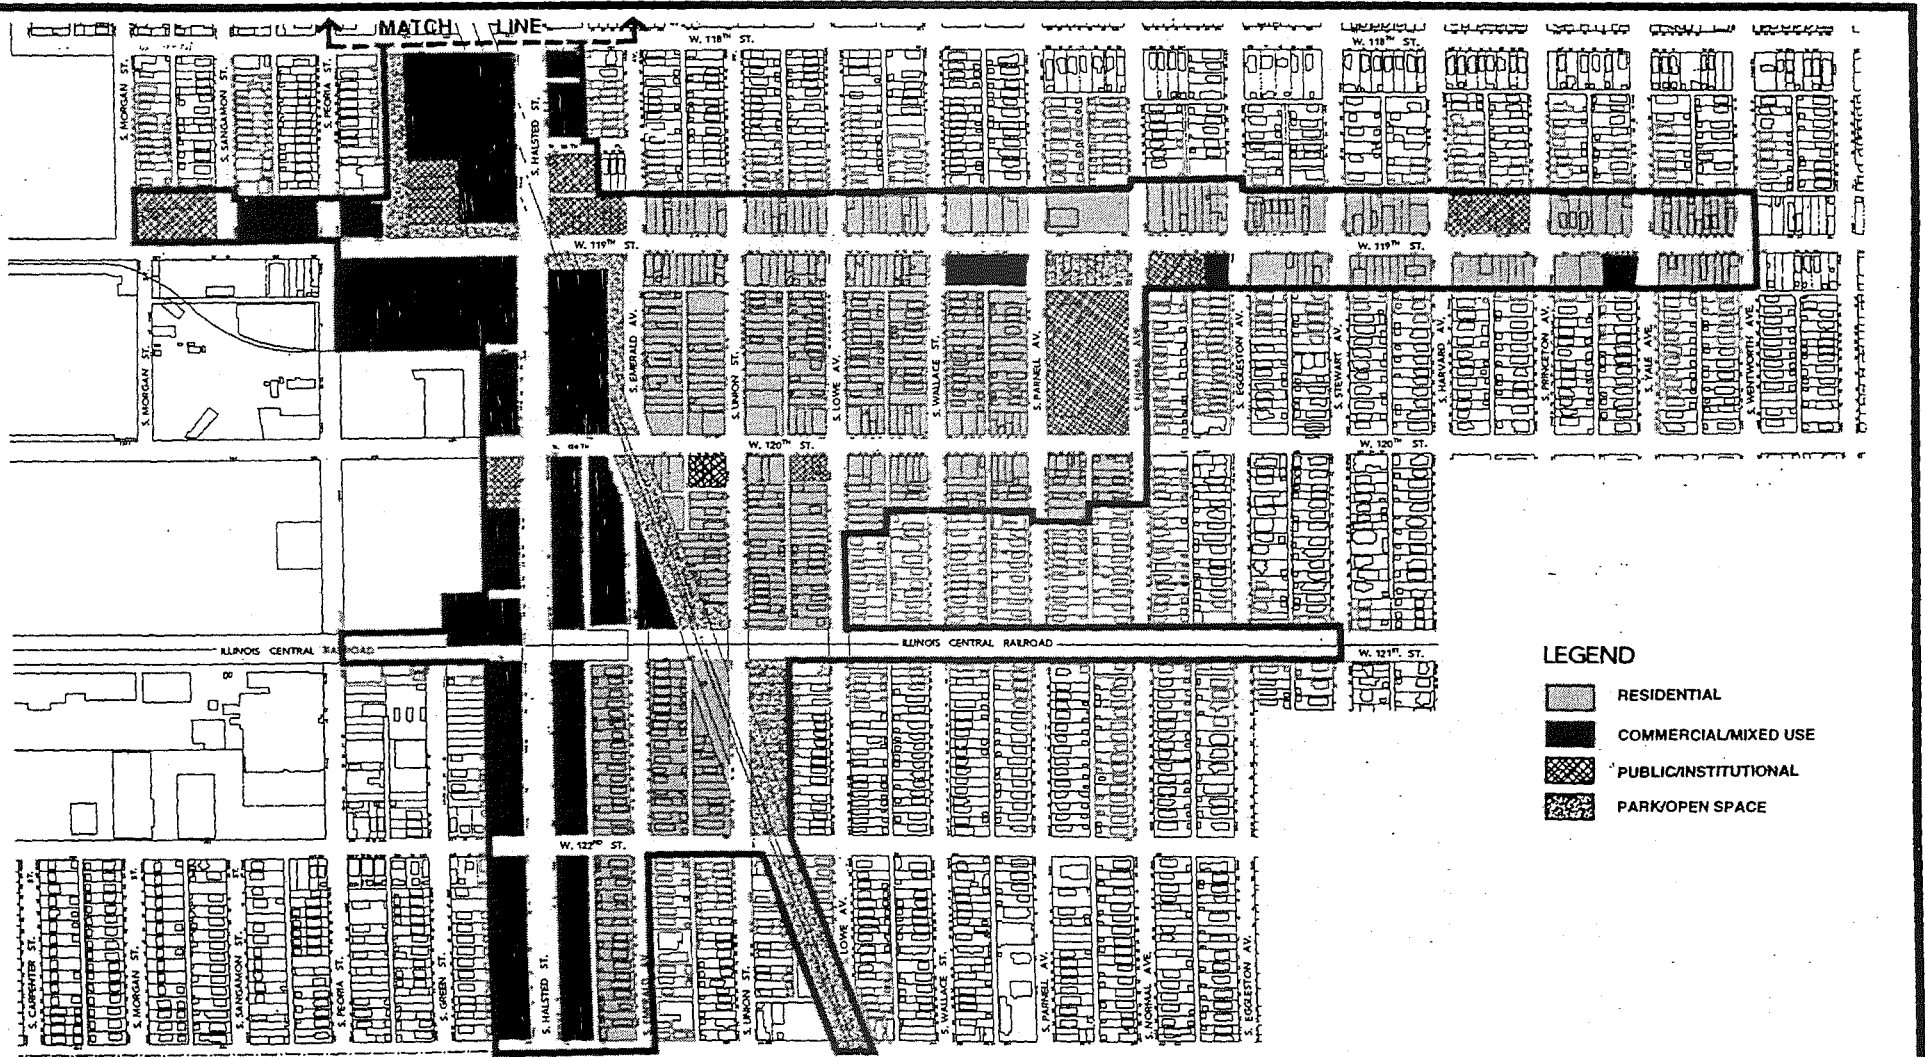 MATCH LINE
W. 118TH ST.
W. 118TH ST.
S. MORGAN ST.
S. SANGAMON ST.
S. PEORIA ST.
S. HALSTED ST.
W. 119TH ST.
W. 119TH ST.
S. MORGAN ST.
S. EMERALD AV.
S. UNION ST.
S. LOWE AV.
S. WALLACE ST.
S. PARNELL AV.
S. NORMAL AVE.
S. EGGLESTON AV.
S. STEWART AV.
S. HARVARD AV.
S. PRINCETON AV.
S. YALE AVE.
S. WENTWORTH AVE.
W. 120TH
W. 120TH ST.
W. 120TH ST.
ILLINOIS CENTRAL RAILROAD
ILLINOIS CENTRAL RAILROAD
W. 121ST. ST.
LEGEND
RESIDENTIAL
COMMERCIAL/MIXED USE
PUBLIC/INSTITUTIONAL
PARK/OPEN SPACE
W. 122ND ST.
S. CARPENTER ST.
S. MORGAN ST.
S. SANGAMON ST.
S. PEORIA ST.
S. GREEN ST.
S. HALSTED ST.
S. EMERALD AV.
S. UNION ST.
LOWE AV.
S. WALLACE ST.
S. PARNELL AV.
S. NORMAL AVE.
S. EGGLESTON AV.